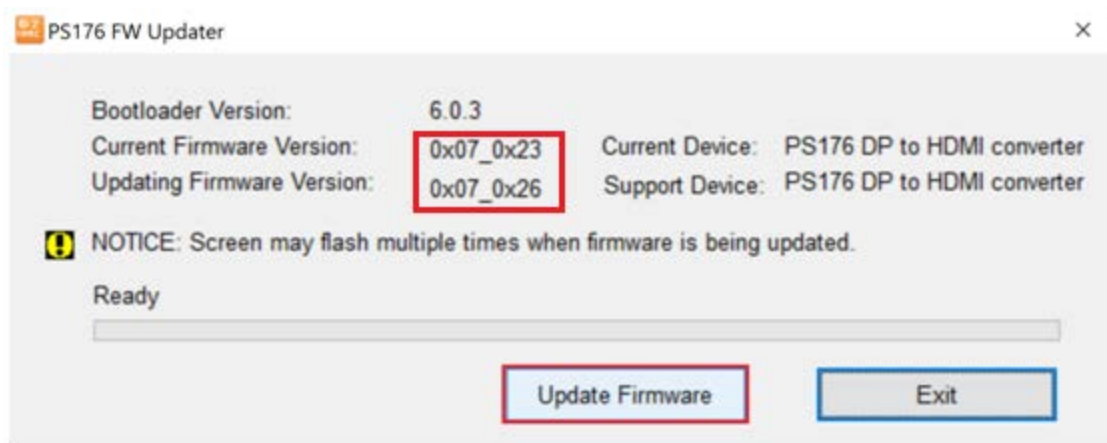 PS176 FW Updater
Bootloader Version: 6.0.3
Current Firmware Version: 0x07_0x23 Current Device: PS176 DP to HDMI converter
Updating Firmware Version: 0x07_0x26 Support Device: PS176 DP to HDMI converter
NOTICE: Screen may flash multiple times when firmware is being updated.
Ready
Update Firmware Exit